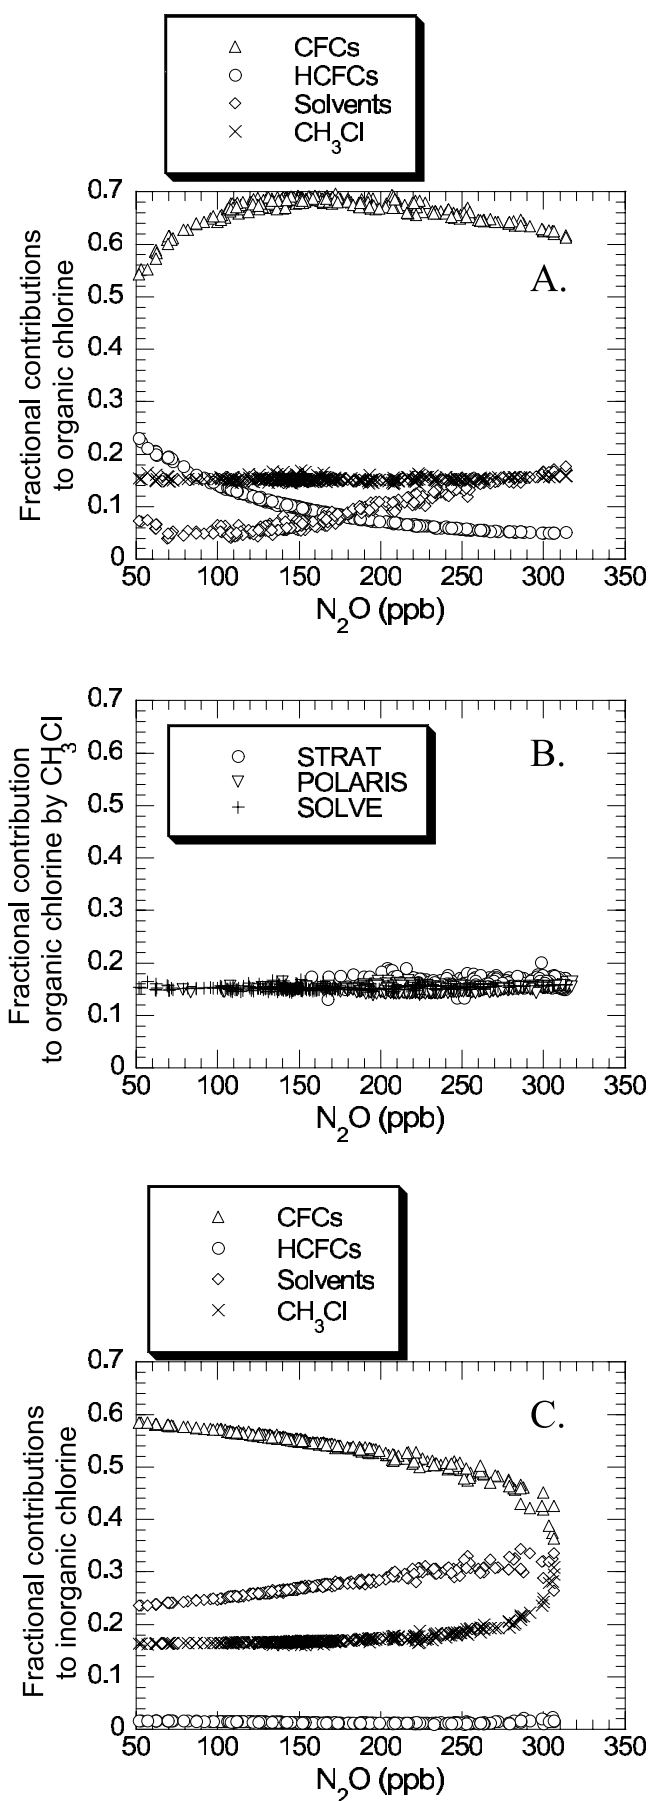 CFCs
HCFCs
Solvents
CH3Cl
Fractional contributions
to organic chlorine
0.7
0.6
0.5
0.4
0.3
0.2
0.1
0
A.
50 100 150 200 250 300 350
N2O (ppb)
Fractional contribution
to organic chlorine by CH3Cl
0.7
0.6
0.5
0.4
0.3
0.2
0.1
0
STRAT
POLARIS
SOLVE
B.
50 100 150 200 250 300 350
N2O (ppb)
CFCs
HCFCs
Solvents
CH3Cl
Fractional contributions
to inorganic chlorine
0.7
0.6
0.5
0.4
0.3
0.2
0.1
0
C.
50 100 150 200 250 300 350
N2O (ppb)